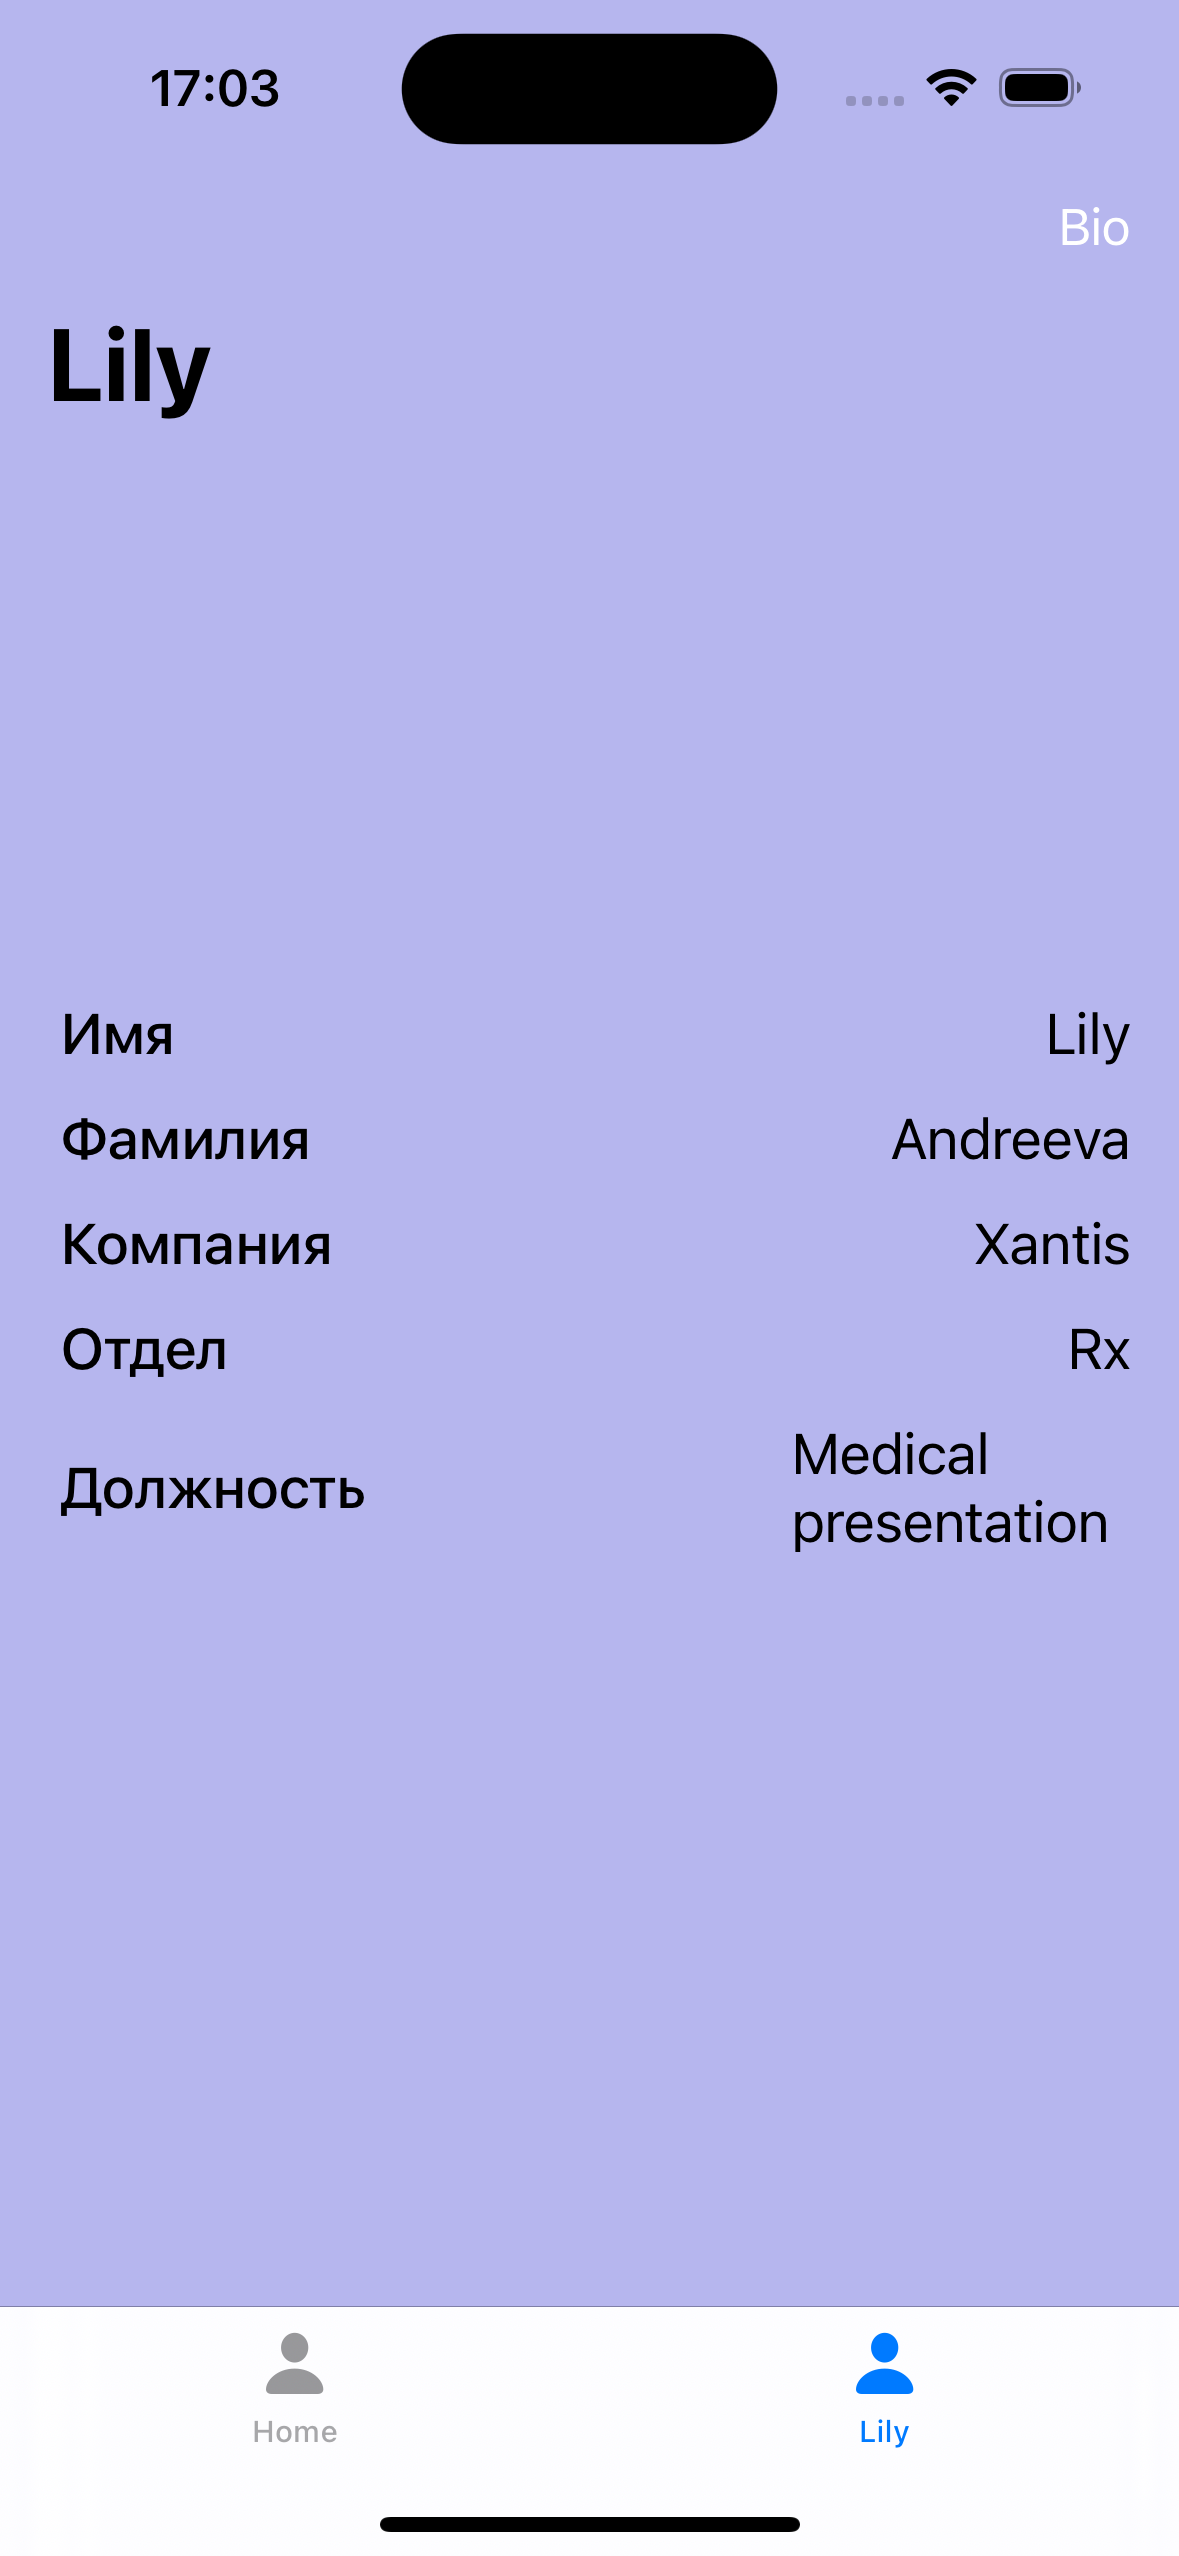 17:03
Bio
Lily
Имя Lily
Фамилия Andreeva
Компания Xantis
Отдел Rx
Должность Medical
presentation
Home Lily